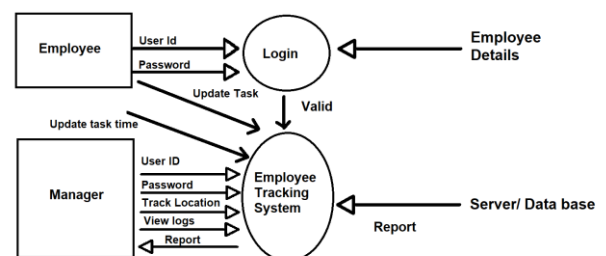 Employee
User Id
Password
Login
Employee
Details
Update Task
Valid
Update task time
Manager
User ID
Password
Track Location
View logs
Report
Employee
Tracking
System
Server/ Data base
Report